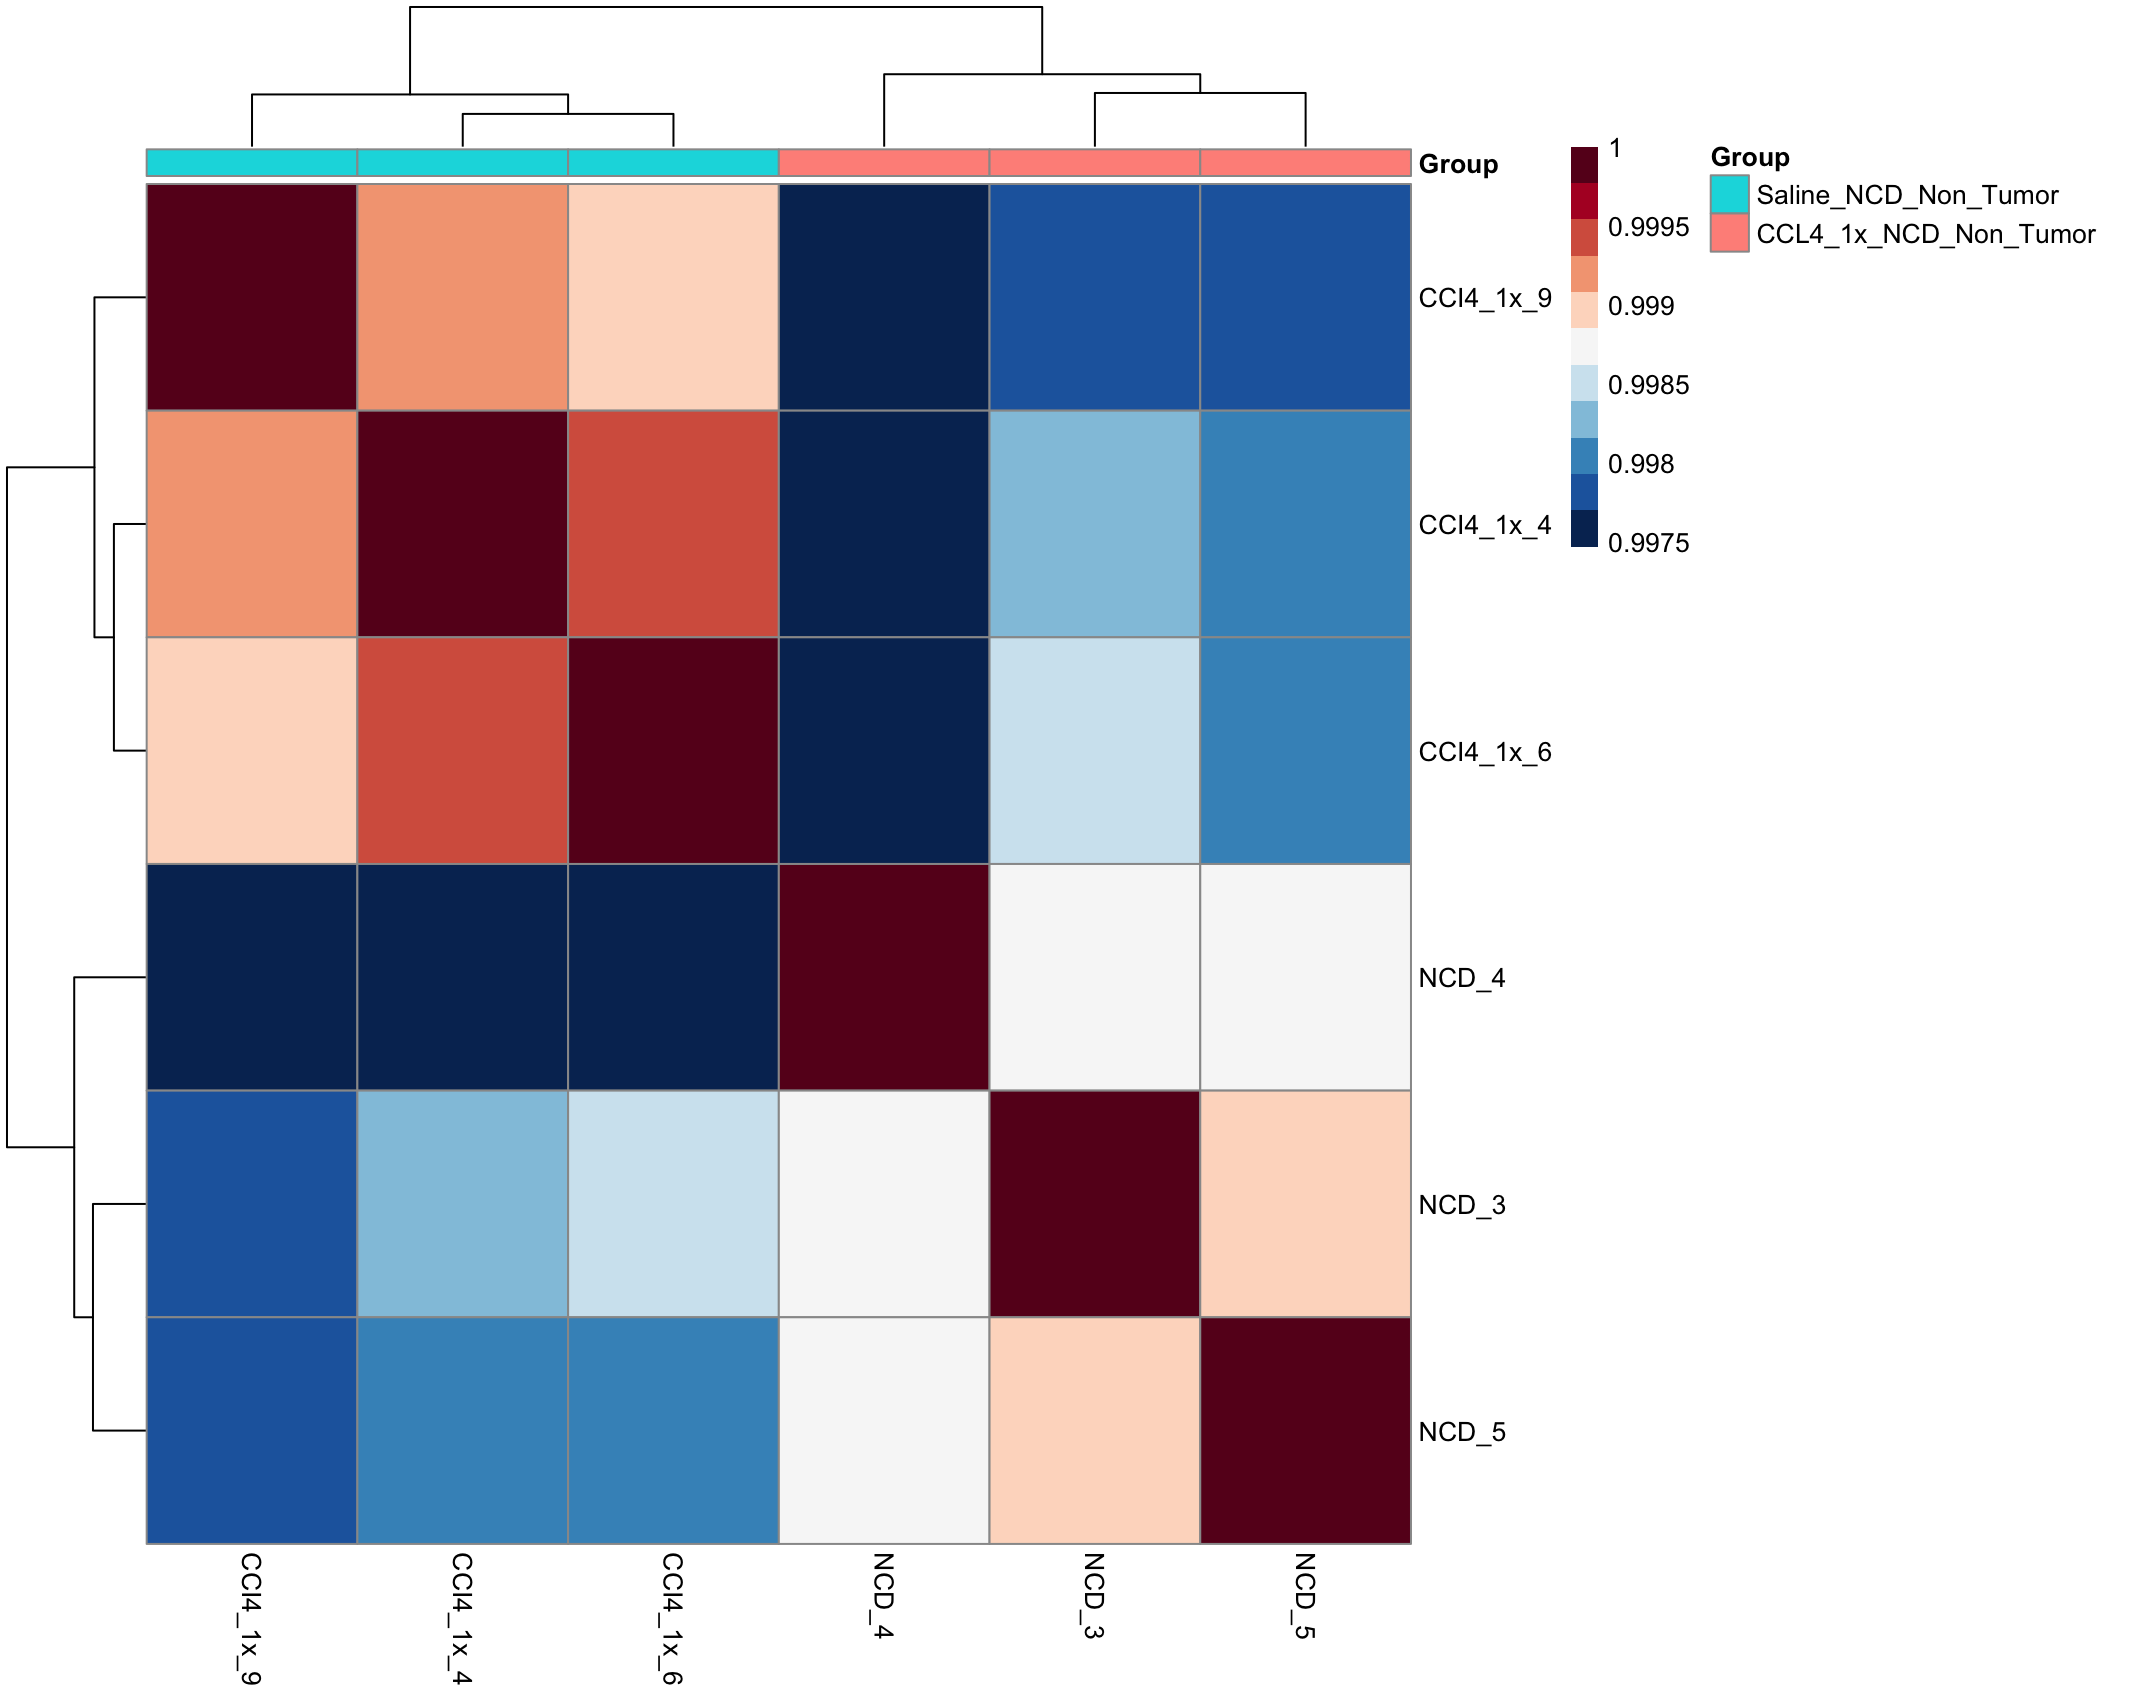 Group
CCl4_1x_9
CCl4_1x_4
CCl4_1x_6
NCD_4
NCD_3
NCD_5
1
0.9995
0.999
0.9985
0.998
0.9975
Group
Saline_NCD_Non_Tumor
CCL4_1x_NCD_Non_Tumor
CCl4_1x_9
CCl4_1x_4
CCl4_1x_6
NCD_4
NCD_3
NCD_5